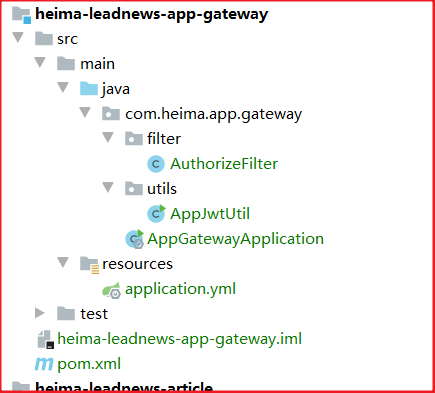 heima-leadnews-app-gateway
src
main
java
com.heima.app.gateway
filter
AuthorizeFilter
utils
AppJwtUtil
AppGatewayApplication
resources
application.yml
test
heima-leadnews-app-gateway.iml
pom.xml
heima-leadnews-article